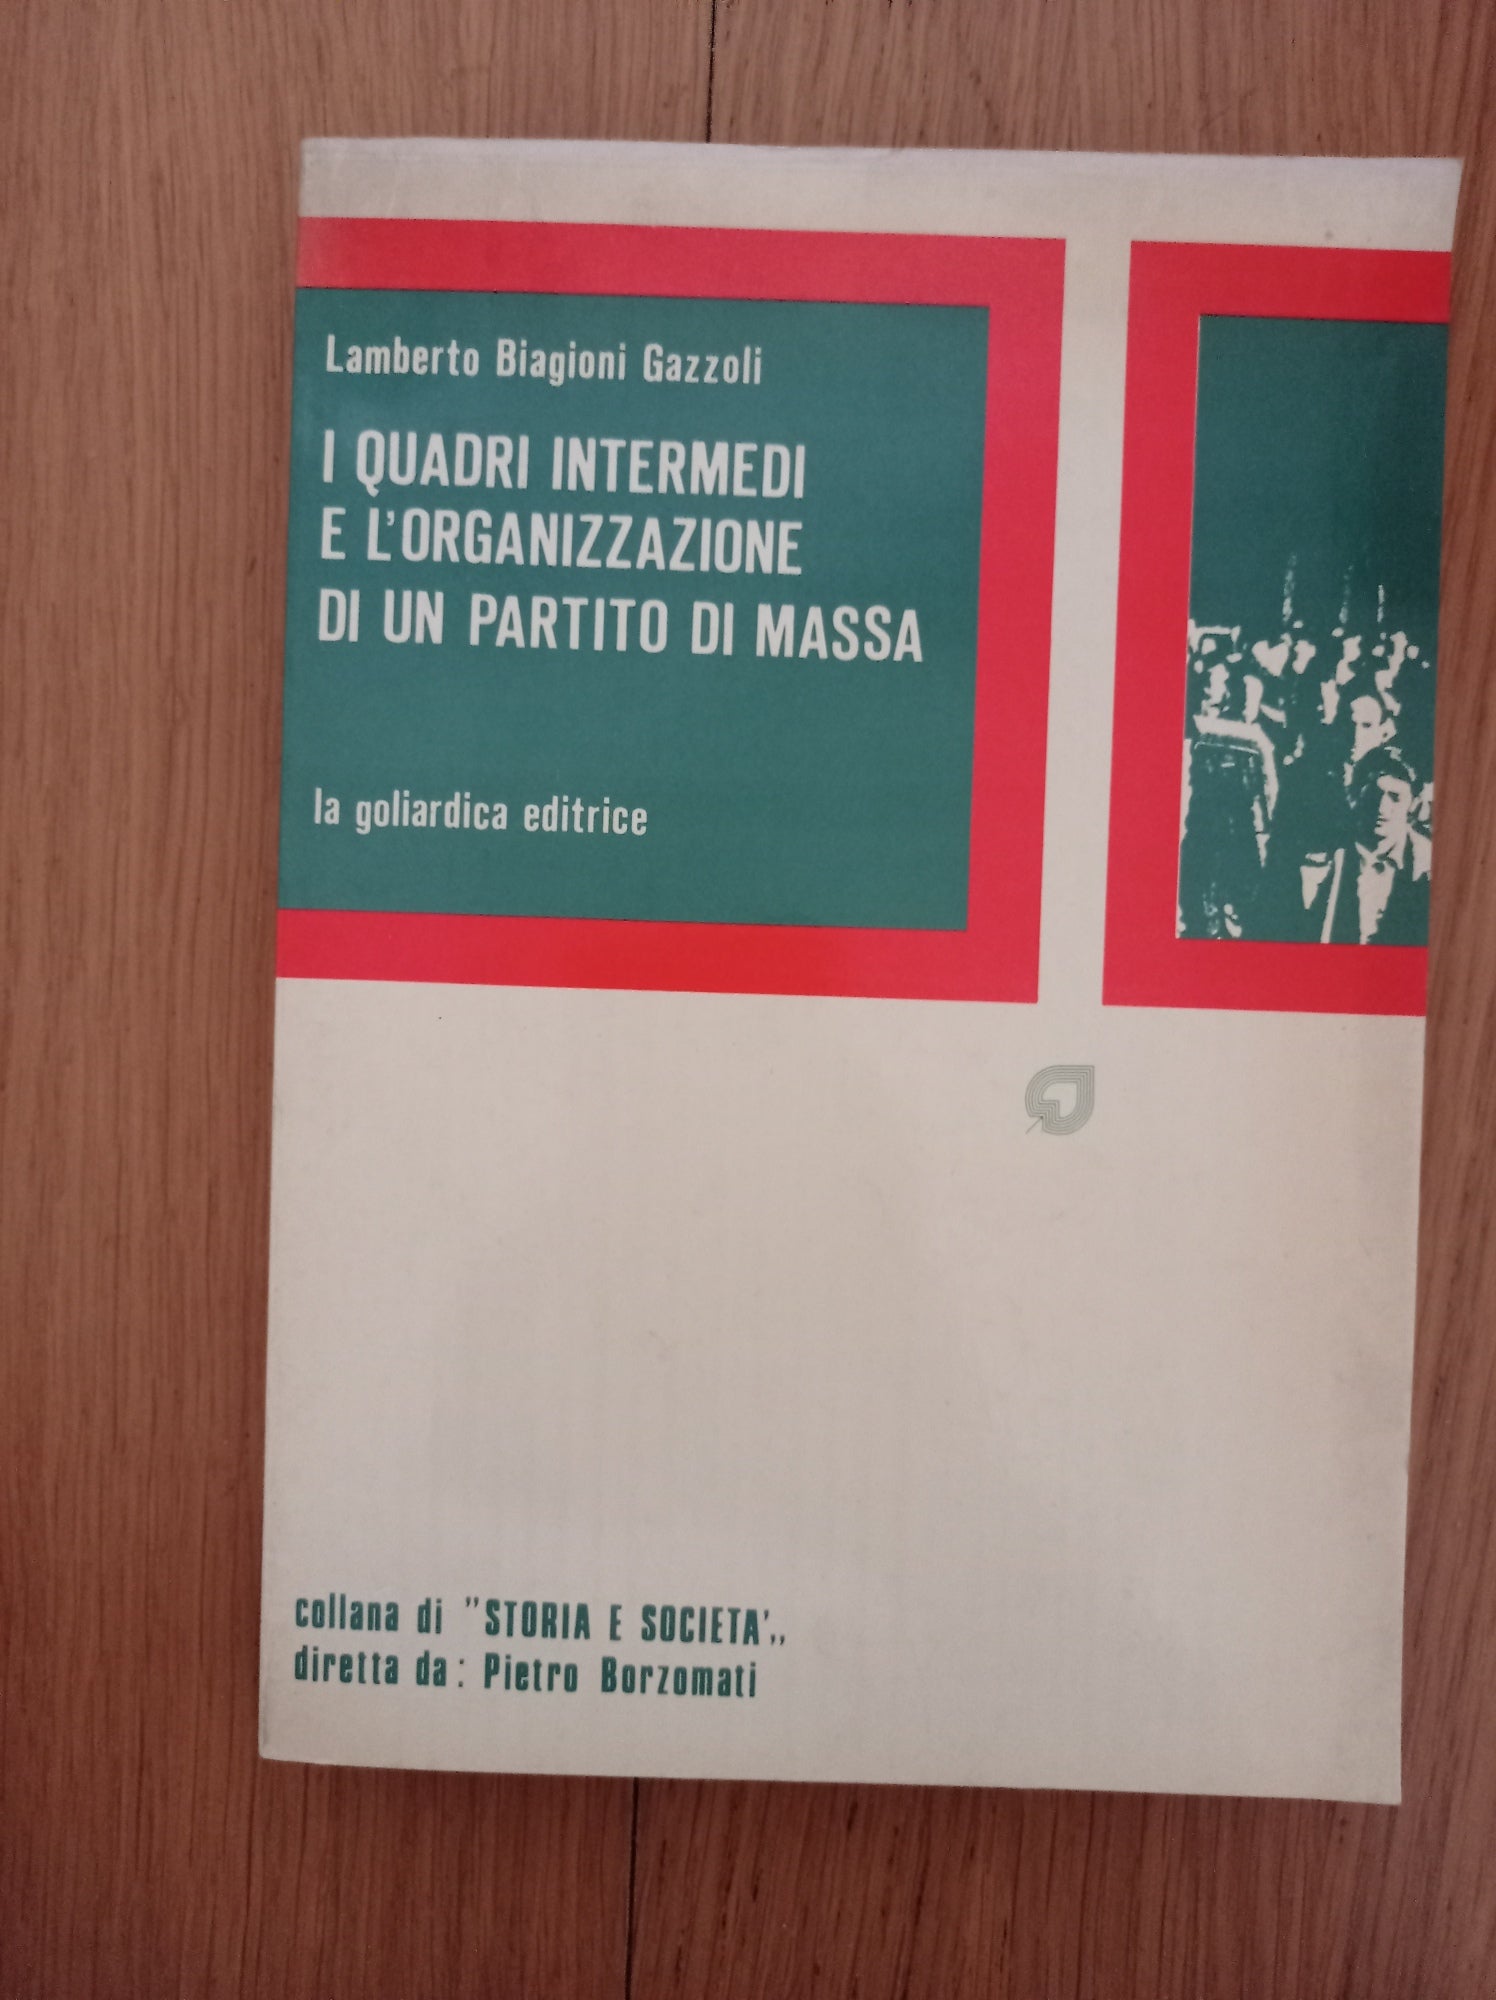 Lamberto Biagioni Gazzoli
I QUADRI INTERMEDI
E L'ORGANIZZAZIONE
DI UN PARTITO DI MASSA
la goliardica editrice
collana di "STORIA E SOCIETA',,
diretta da: Pietro Borzomati